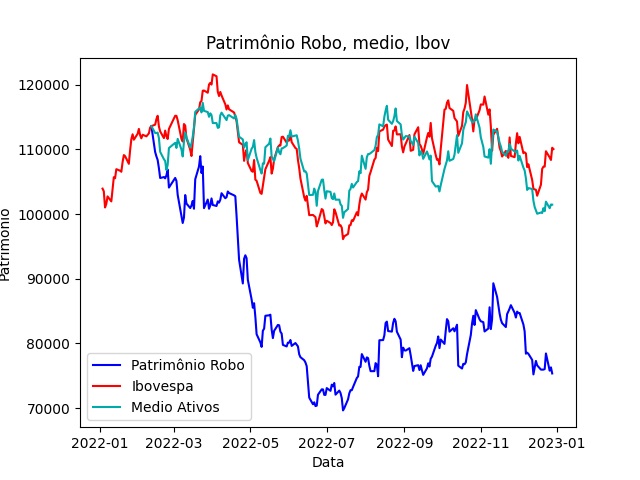 Patrimônio Robo, medio, Ibov
120000
110000
100000
90000
80000
70000
Patrimonio
Patrimônio Robo
Ibovespa
Medio Ativos
2022-01 2022-03 2022-05 2022-07 2022-09 2022-11 2023-01
Data